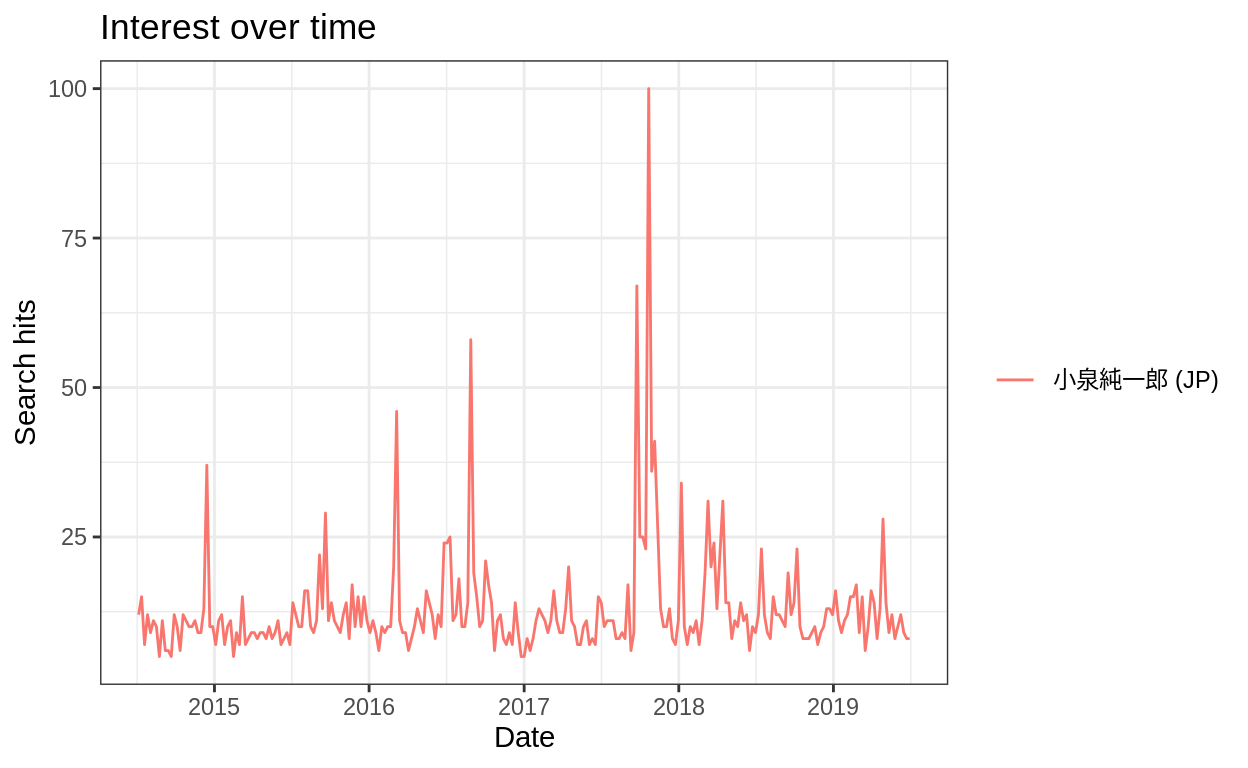 Interest over time
100
75
50
25
Search hits
2015 2016 2017 2018 2019
Date
小泉純一郎 (JP)